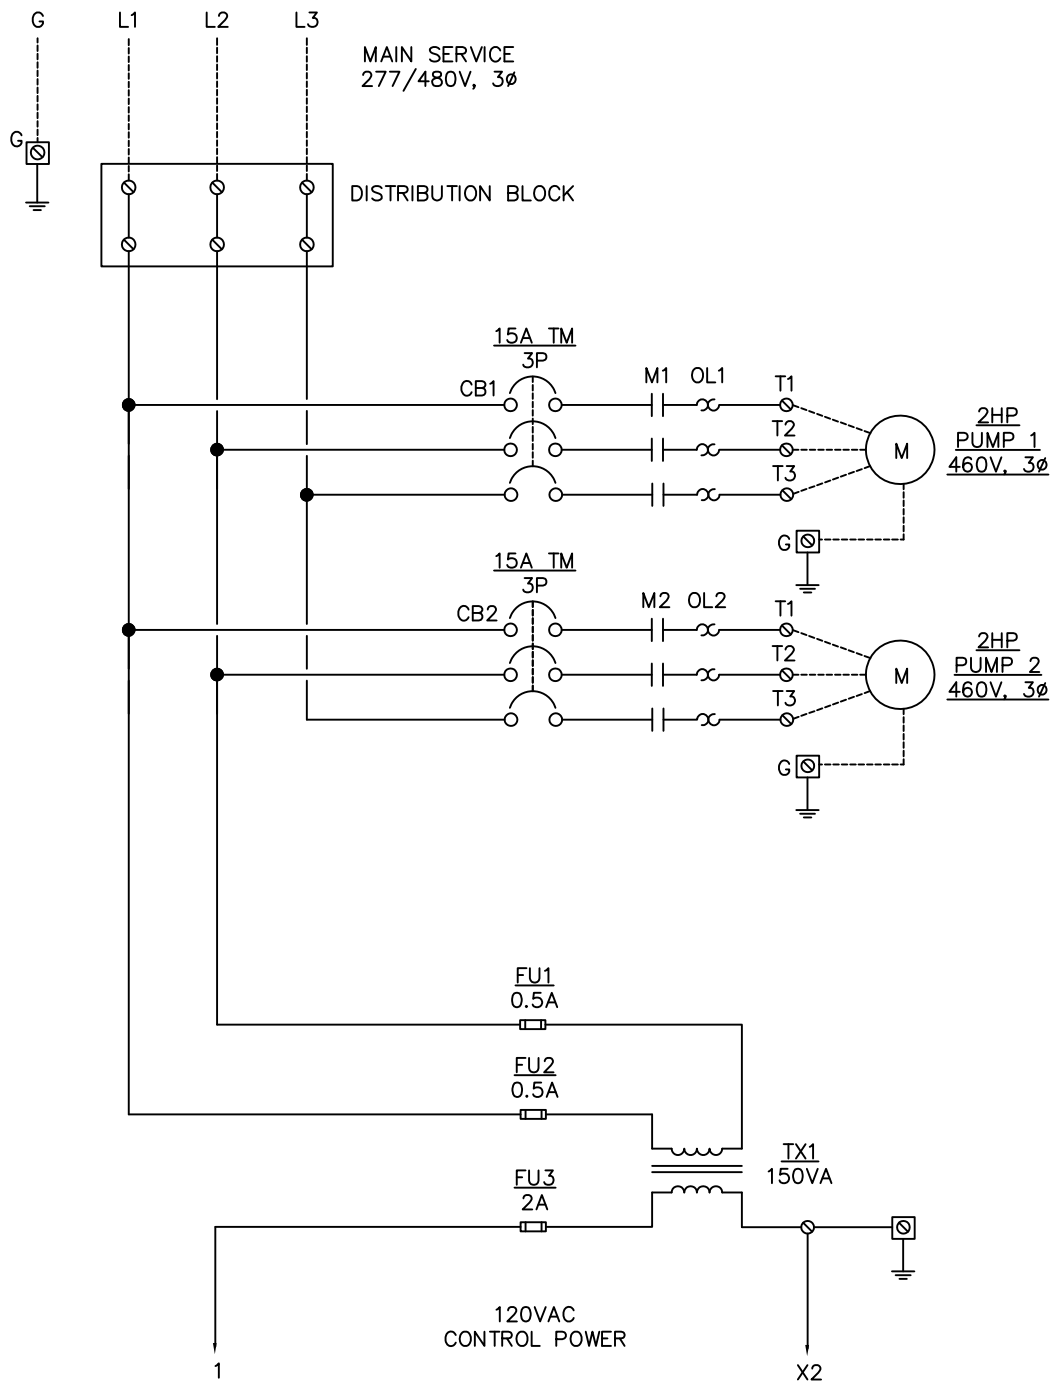 G L1 L2 L3
MAIN SERVICE
277/480V, 3Ø
G
DISTRIBUTION BLOCK
15A TM
3P
CB1
M1 OL1
T1
T2
T3
M
2HP
PUMP 1
460V, 3Ø
G
15A TM
3P
CB2
M2 OL2
T1
T2
T3
M
2HP
PUMP 2
460V, 3Ø
G
FU1
0.5A
FU2
0.5A
TX1
150VA
FU3
2A
120VAC
CONTROL POWER
1
X2